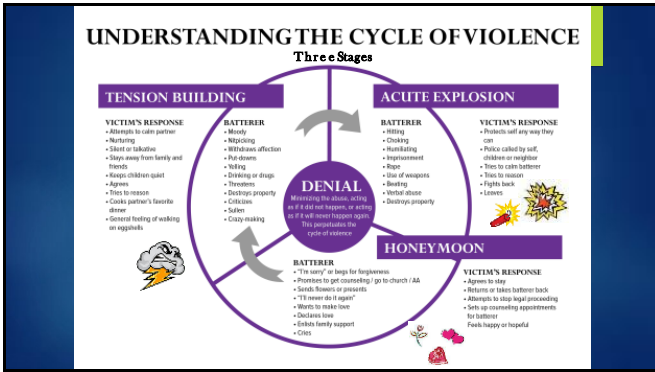 UNDERSTANDING THE CYCLE OF VIOLENCE
Three Stages
TENSION BUILDING
VICTIM'S RESPONSE
• Attempts to calm partner
• Nurturing
• Silent or talkative
• Stays away from family and
friends
• Keeps children quiet
• Agrees
• Tries to reason
• Cooks partner's favorite
dinner
• General feeling of walking
on eggshells
BATTERER
• Moody
• Nitpicking
• Withdraws affection
• Put-downs
• Yelling
• Drinking or drugs
• Threatens
• Destroys property
• Criticizes
• Sullen
• Crazy-making
ACUTE EXPLOSION
BATTERER
• Hitting
• Choking
• Humiliating
• Imprisonment
• Rape
• Use of weapons
• Beating
• Verbal abuse
• Destroys property
VICTIM'S RESPONSE
• Protects self any way they
can
• Police called by self,
children or neighbor
• Tries to calm batterer
• Tries to reason
• Fights back
• Leaves
DENIAL
Minimizing the abuse, acting
as if it did not happen, or acting
as if it will never happen again.
This perpetuates the
cycle of violence
HONEYMOON
BATTERER
• "I'm sorry" or begs for forgiveness
• Promises to get counseling / go to church / AA
• Sends flowers or presents
• "I'll never do it again"
• Wants to make love
• Declares love
• Enlists family support
• Cries
VICTIM'S RESPONSE
• Agrees to stay
• Returns or takes batterer back
• Attempts to stop legal proceeding
• Sets up counseling appointments
for batterer
Feels happy or hopeful